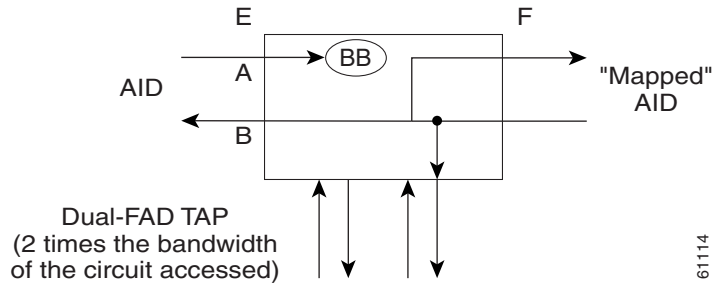 E
F
A
BB
AID
"Mapped"
AID
B
Dual-FAD TAP
(2 times the bandwidth
of the circuit accessed)
61114